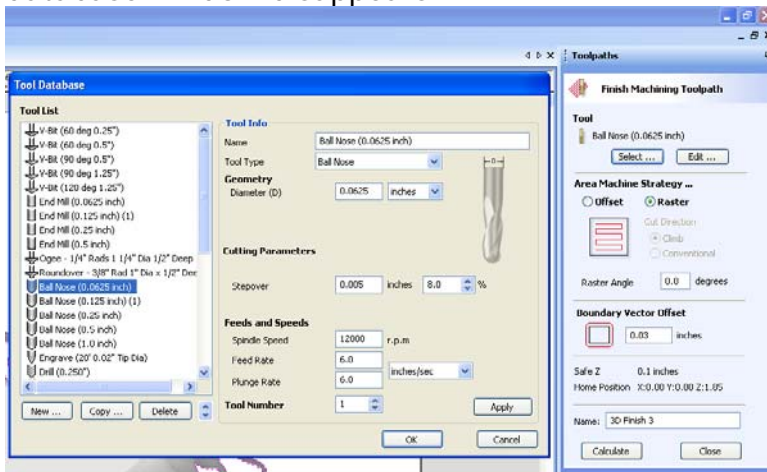 Tool Database
Tool List
V-Bit (60 deg 0.25")
V-Bit (60 deg 0.5")
V-Bit (90 deg 0.5")
V-Bit (90 deg 1.25")
V-Bit (120 deg 1.25")
End Mill (0.0625 inch)
End Mill (0.125 inch) (1)
End Mill (0.25 inch)
End Mill (0.5 inch)
Ogee - 1/4" Rads 1 1/4" Dia 1/2" Deep
Roundover - 3/8" Rad 1" Dia x 1/2" Dee
Ball Nose (0.0625 inch)
Ball Nose (0.125 inch) (1)
Ball Nose (0.25 inch)
Ball Nose (0.5 inch)
Ball Nose (1.0 inch)
Engrave (20° 0.02" Tip Dia)
Drill (0.250")
New ... Copy ... Delete
Tool Info
Name Ball Nose (0.0625 inch)
Tool Type Ball Nose
Geometry
Diameter (D) 0.0625 inches
D
Cutting Parameters
Stepover 0.005 inches 8.0 %
Feeds and Speeds
Spindle Speed 12000 r.p.m
Feed Rate 6.0
inches/sec
Plunge Rate 6.0
Tool Number 1 Apply
OK Cancel
Toolpaths
Finish Machining Toolpath
Tool
Ball Nose (0.0625 inch)
Select ... Edit ...
Area Machine Strategy ...
Offset Raster
Cut Direction
Climb
Conventional
Raster Angle 0.0 degrees
Boundary Vector Offset
0.03 inches
Safe Z 0.1 inches
Home Position X:0.00 Y:0.00 Z:1.05
Name: 3D Finish 3
Calculate Close